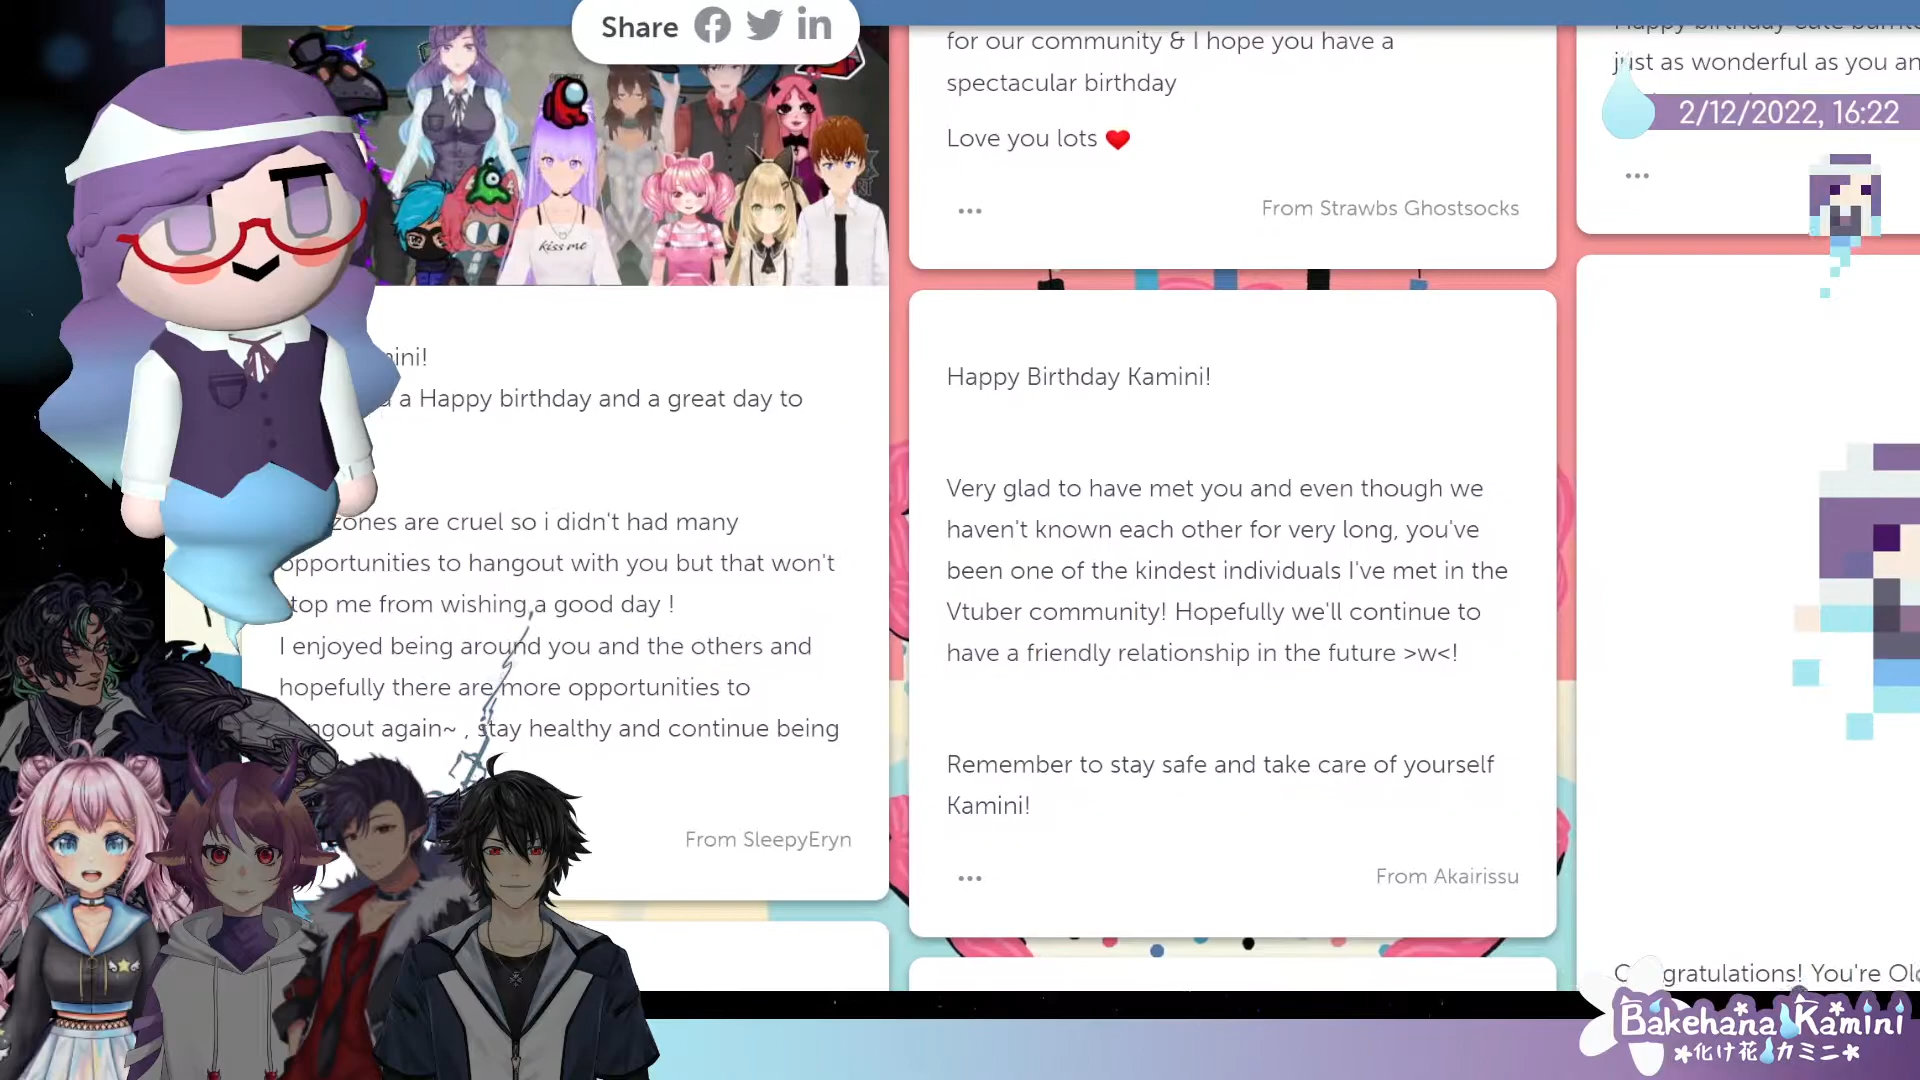 Share
kiss me
ini!
a Happy birthday and a great day to
zones are cruel so i didn't had many
opportunities to hangout with you but that won't
top me from wishing a good day !
I enjoyed being around you and the others and
hopefully there are more opportunities to
ngout again~ , stay healthy and continue being
From SleepyEryn
for our community & I hope you have a
spectacular birthday
Love you lots ❤
...
From Strawbs Ghostsocks
Happy Birthday Kamini!
Very glad to have met you and even though we
haven't known each other for very long, you've
been one of the kindest individuals I've met in the
Vtuber community! Hopefully we'll continue to
have a friendly relationship in the future >w<!
Remember to stay safe and take care of yourself
Kamini!
...
From Akairissu
just as wonderful as you an
2/12/2022, 16:22
...
Congratulations! You're Old
Bakehana Kamini
化け花カミニ